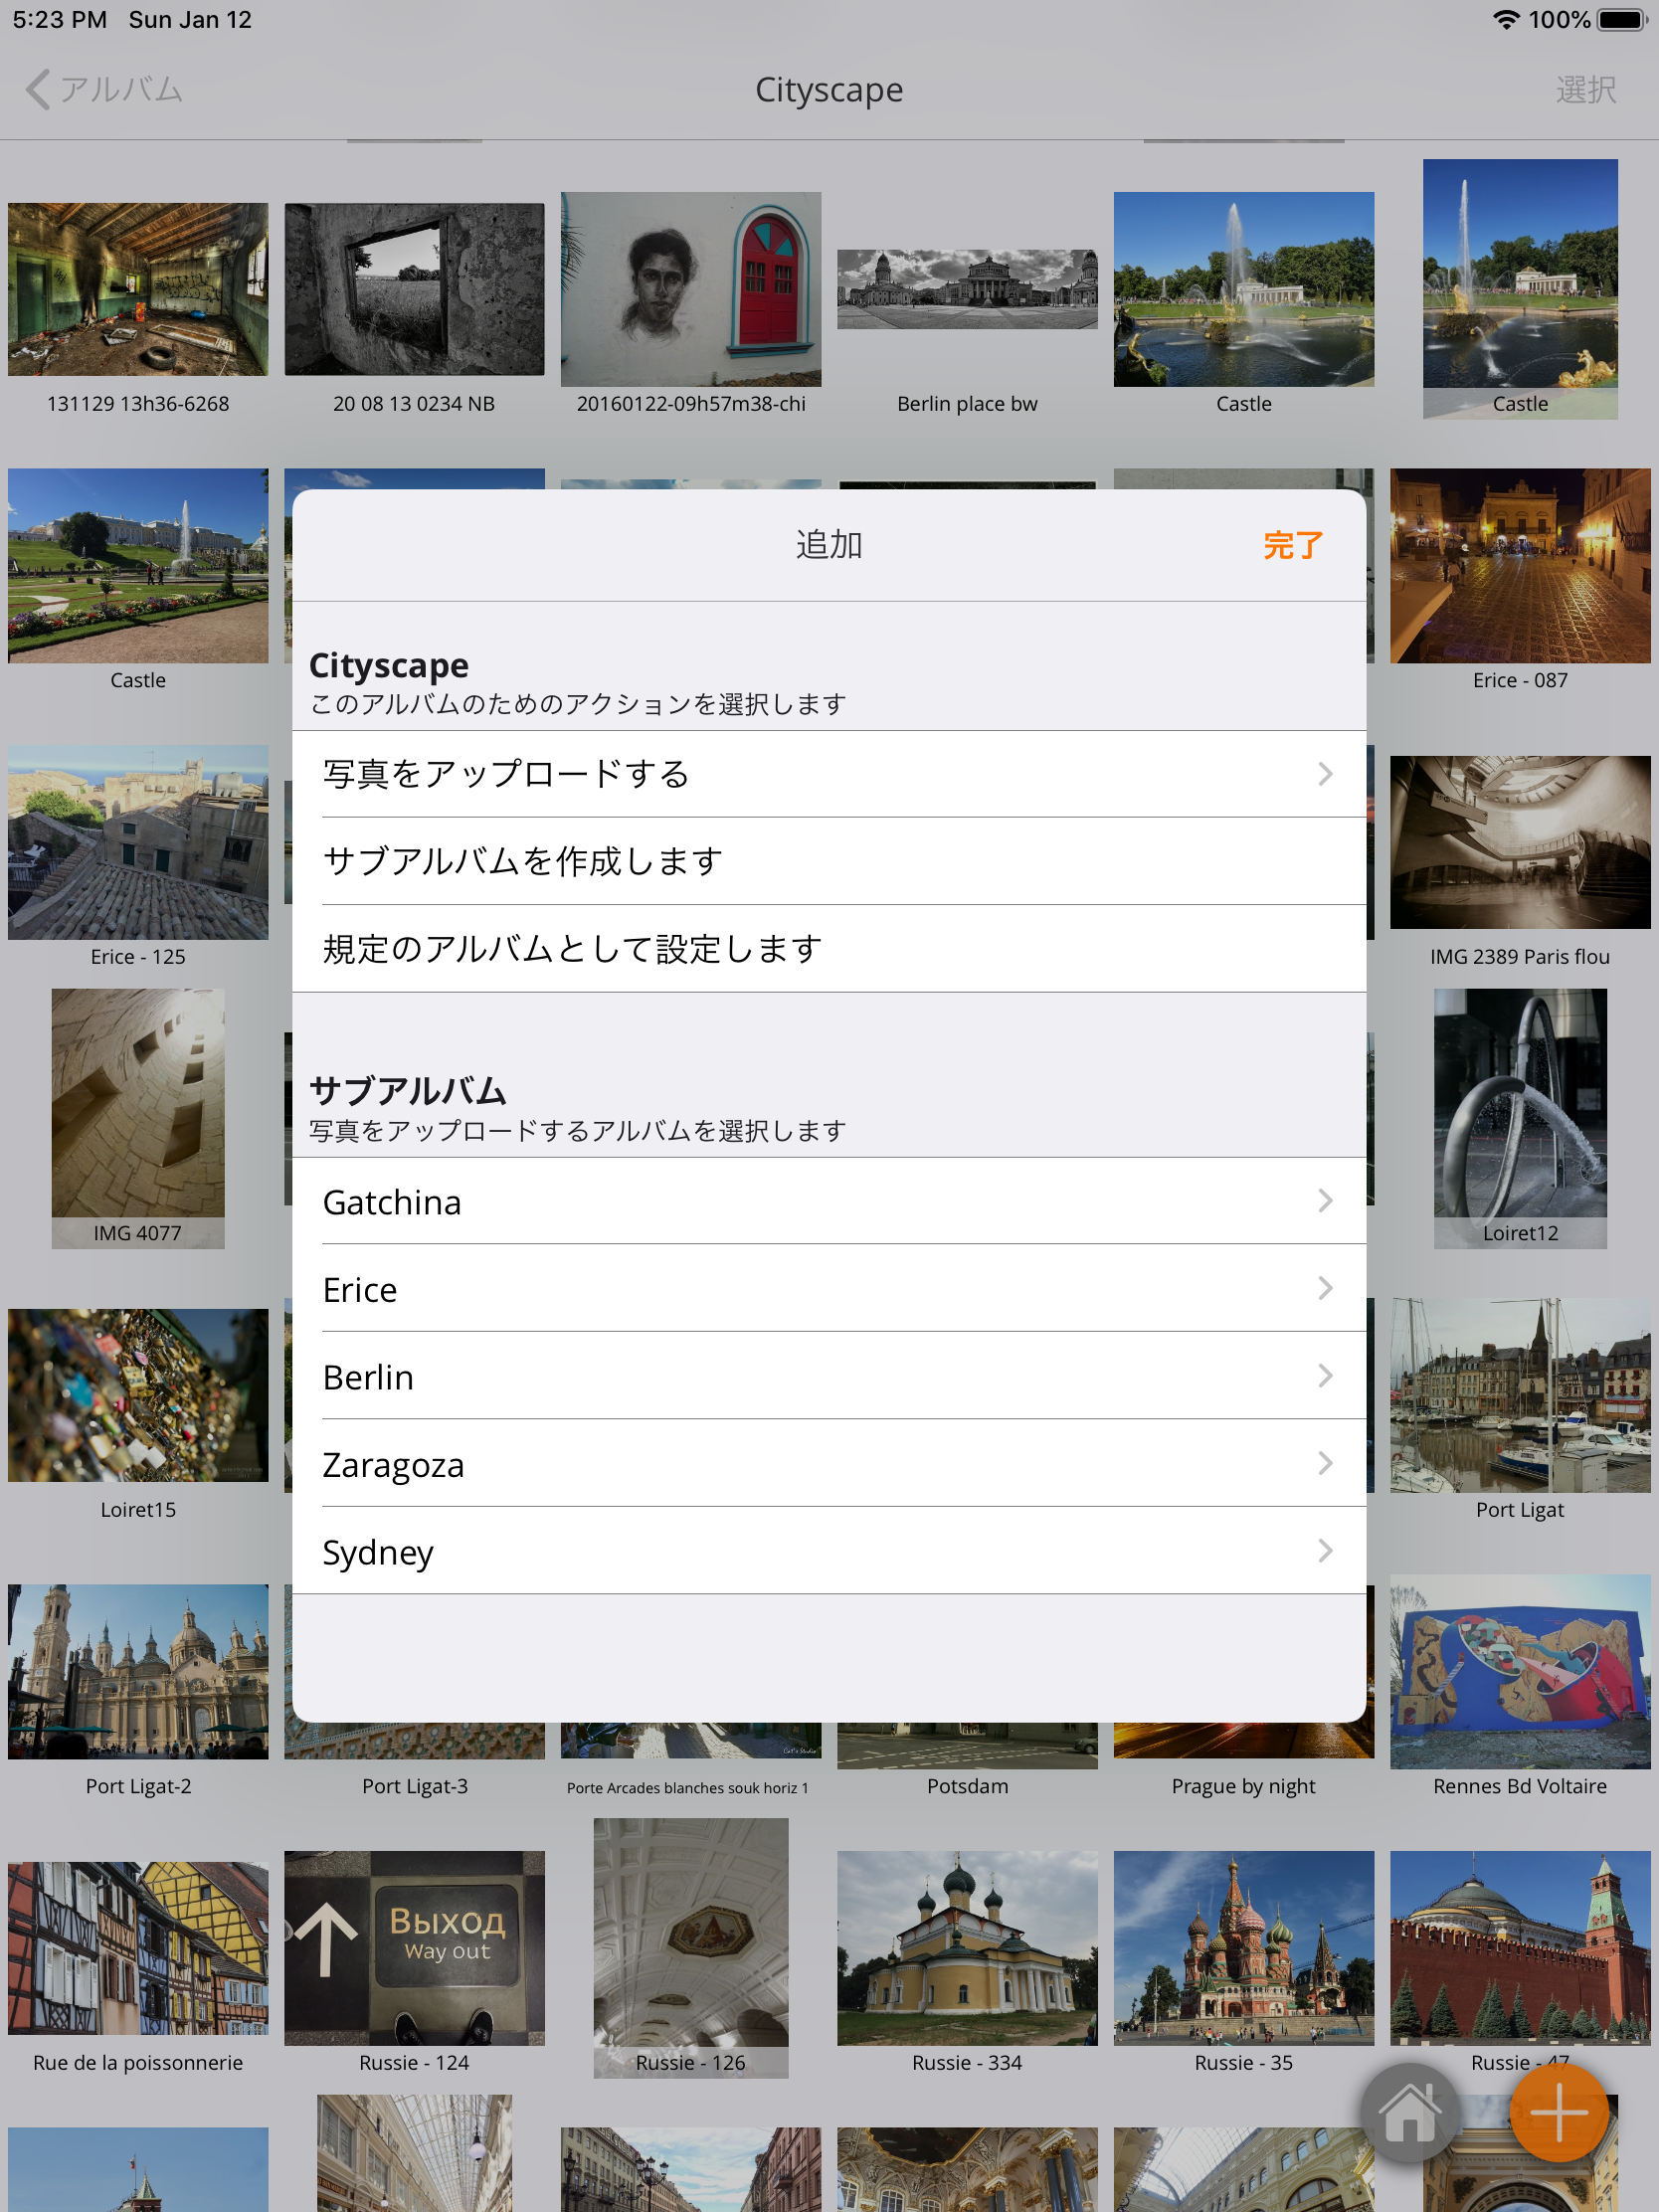 5:23 PM Sun Jan 12
100%
アルバム
Cityscape
選択
131129 13h36-6268
20 08 13 0234 NB
20160122-09h57m38-chi
Berlin place bw
Castle
Castle
Castle
Erice - 087
追加
完了
Cityscape
このアルバムのためのアクションを選択します
写真をアップロードする
サブアルバムを作成します
規定のアルバムとして設定します
サブアルバム
写真をアップロードするアルバムを選択します
Gatchina
Erice
Berlin
Zaragoza
Sydney
Erice - 125
IMG 2389 Paris flou
IMG 4077
Loiret12
Loiret15
Port Ligat
Port Ligat-2
Port Ligat-3
Porte Arcades blanches souk horiz 1
Potsdam
Prague by night
Rennes Bd Voltaire
Выход
Way out
Rue de la poissonnerie
Russie - 124
Russie - 126
Russie - 334
Russie - 35
Russie - 47